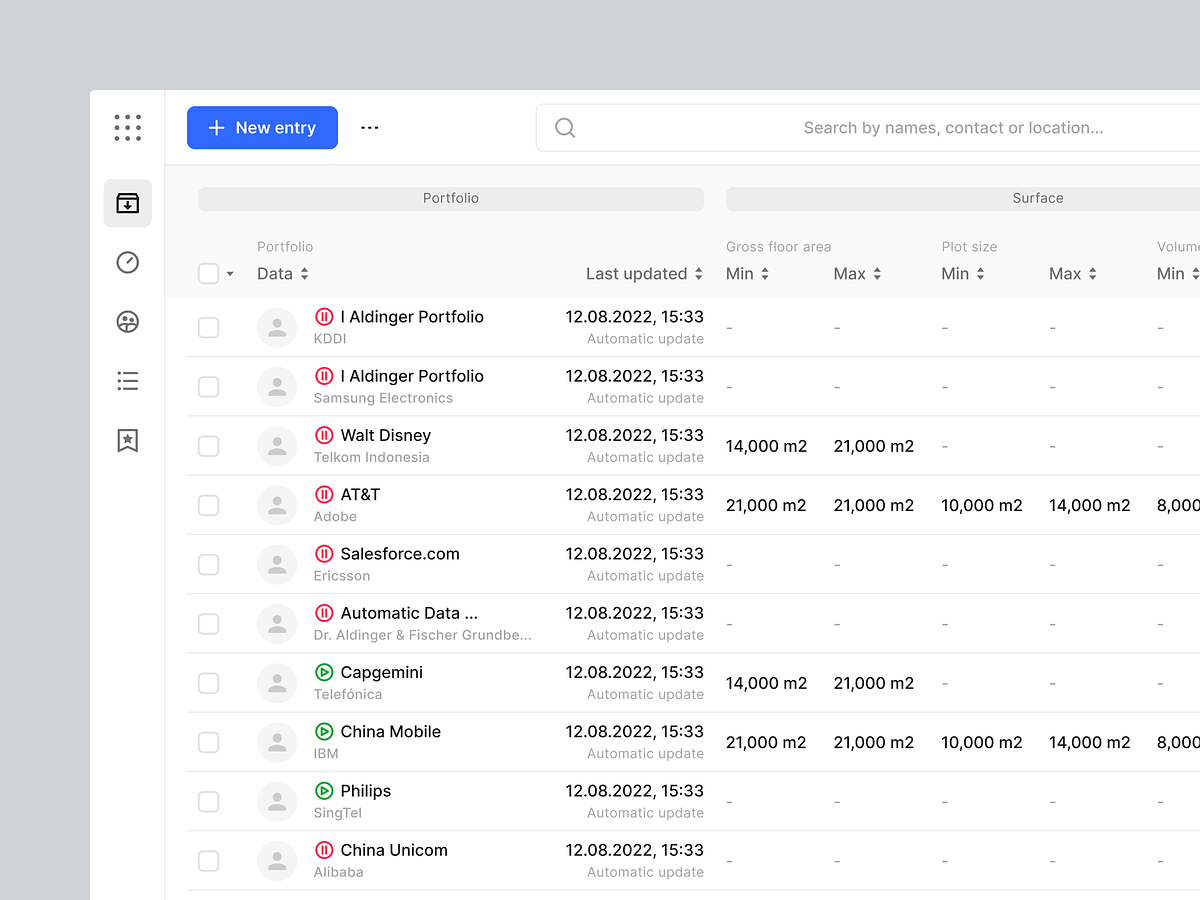 New entry
Search by names, contact or location...
Portfolio Surface
Portfolio Gross floor area Plot size
Data Last updated Min Max Min Max Min
I Aldinger Portfolio 12.08.2022, 15:33 - - - - -
KDDI Automatic update
I Aldinger Portfolio 12.08.2022, 15:33 - - - - -
Samsung Electronics Automatic update
Walt Disney 12.08.2022, 15:33 14,000 m2 21,000 m2 - - -
Telkom Indonesia Automatic update
AT&T 12.08.2022, 15:33 21,000 m2 21,000 m2 10,000 m2 14,000 m2 8,000
Adobe Automatic update
Salesforce.com 12.08.2022, 15:33 - - - - -
Ericsson Automatic update
Automatic Data ... 12.08.2022, 15:33 - - - - -
Dr. Aldinger & Fischer Grundbe... Automatic update
Capgemini 12.08.2022, 15:33 14,000 m2 21,000 m2 - - -
Telefónica Automatic update
China Mobile 12.08.2022, 15:33 21,000 m2 21,000 m2 10,000 m2 14,000 m2 8,000
IBM Automatic update
Philips 12.08.2022, 15:33 - - - - -
SingTel Automatic update
China Unicom 12.08.2022, 15:33 - - - - -
Alibaba Automatic update